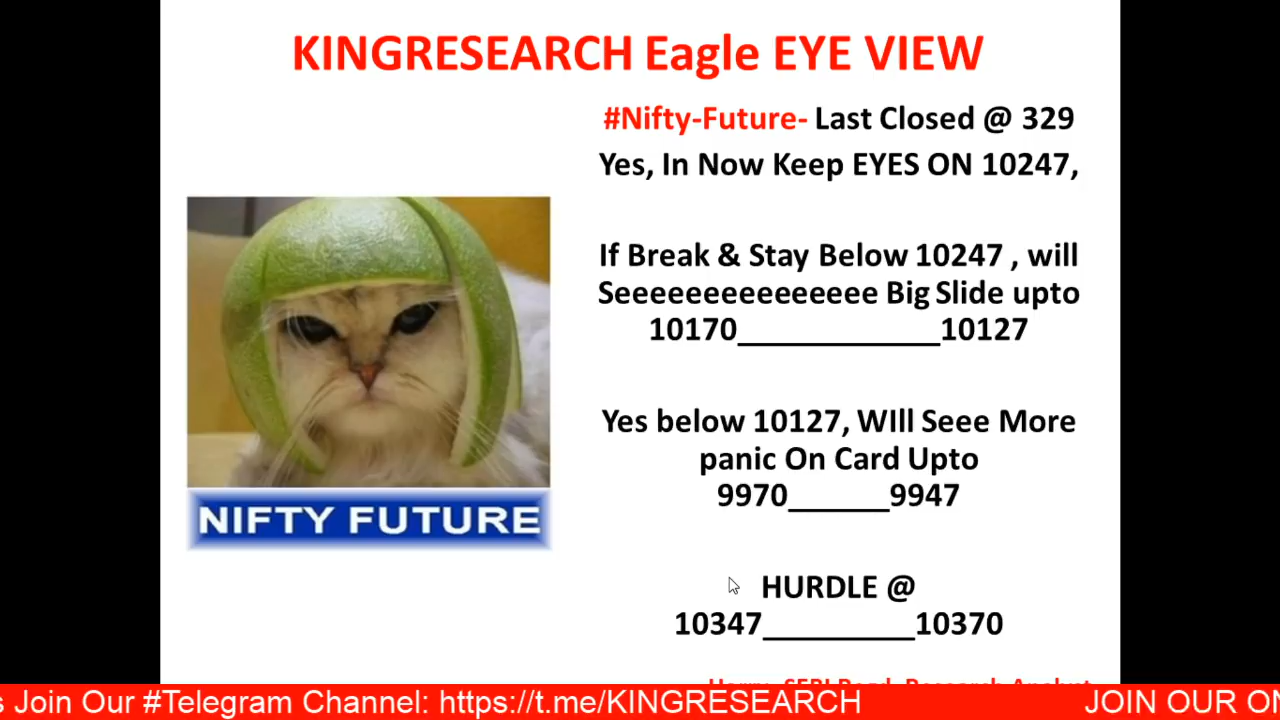 KINGRESEARCH Eagle EYE VIEW
#Nifty-Future- Last Closed @ 329
Yes, In Now Keep EYES ON 10247,
If Break & Stay Below 10247 , will
Seeeeeeeeeeeeeee Big Slide upto
10170____________10127
Yes below 10127, WIll Seee More
panic On Card Upto
9970______9947
HURDLE @
10347_________10370
NIFTY FUTURE
s Join Our #Telegram Channel: https://t.me/KINGRESEARCH JOIN OUR ON